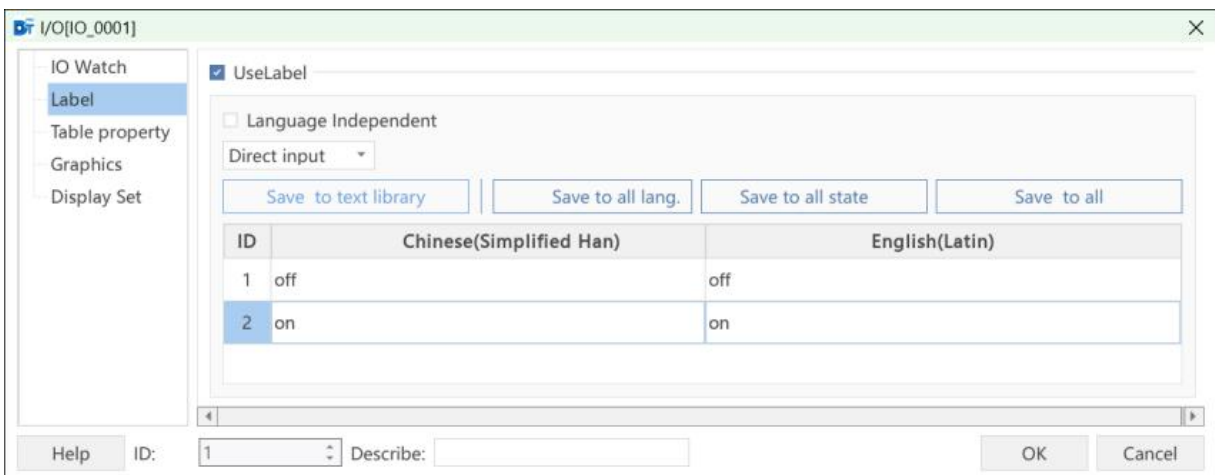 I/O[IO_0001]
IO Watch
Label
Table property
Graphics
Display Set
UseLabel
Language Independent
Direct input
Save to text library
Save to all lang.
Save to all state
Save to all
ID Chinese(Simplified Han) English(Latin)
1 off off
2 on on
Help ID: 1 Describe: OK Cancel